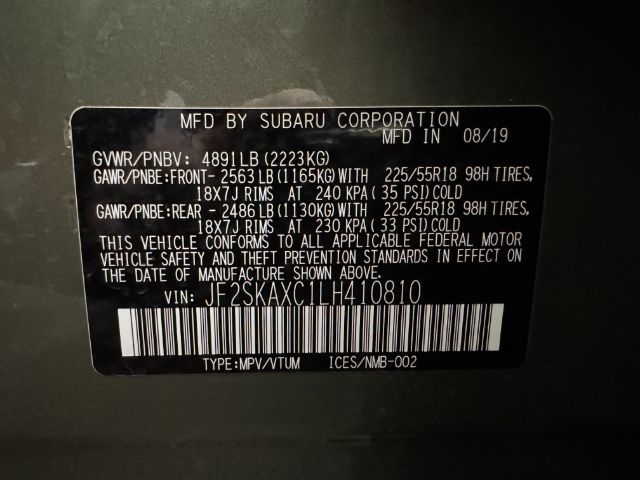 MFD BY SUBARU CORPORATION
MFD IN 08/19
GVWR/PNBV: 4891LB(2223KG)
GAWR/PNBE:FRONT- 2563LB(1165KG)WITH 225/55R18 98H TIRES,
18X7J RIMS AT 240 KPA(35 PSI)COLD
GAWR/PNBE:REAR - 2486LB(1130KG)WITH 225/55R18 98H TIRES,
18X7J RIMS AT 230 KPA(33 PSI)COLD
THIS VEHICLE CONFORMS TO ALL APPLICABLE FEDERAL MOTOR
VEHICLE SAFETY AND THEFT PREVENTION STANDARDS IN EFFECT
ON THE DATE OF MANUFACTURE SHOWN ABOVE.
VIN: JF2SKAXC1LH410810
TYPE:MPV/VTUM ICES/NMB-002